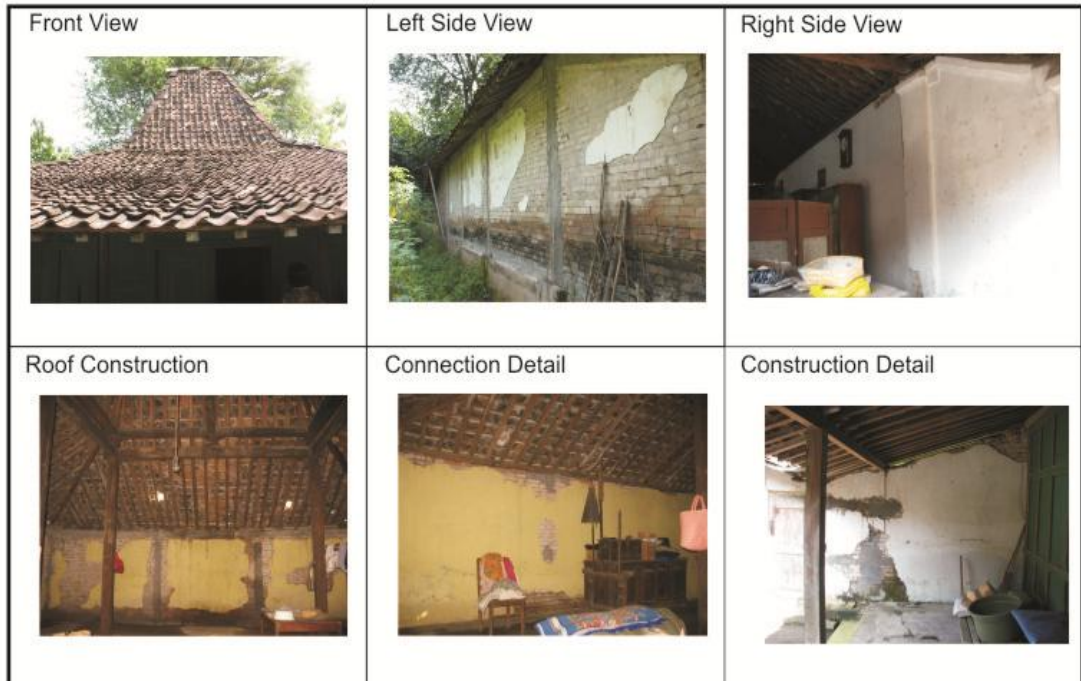 Front View
Left Side View
Right Side View
Roof Construction
Connection Detail
Construction Detail